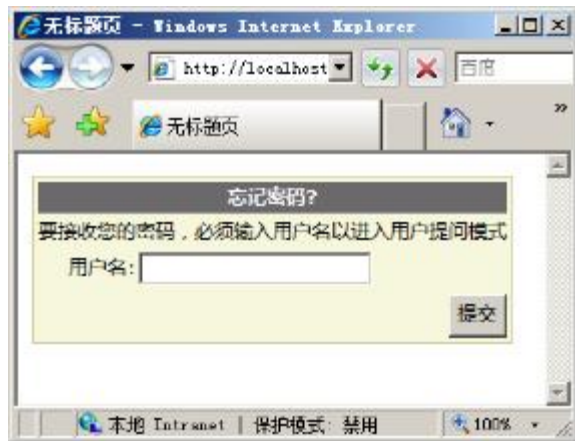 无标题页 - Windows Internet Explorer
http://localhost
百度
无标题页
忘记密码?
要接收您的密码，必须输入用户名以进入用户提问模式
用户名:
提交
本地 Intranet | 保护模式: 禁用
100%